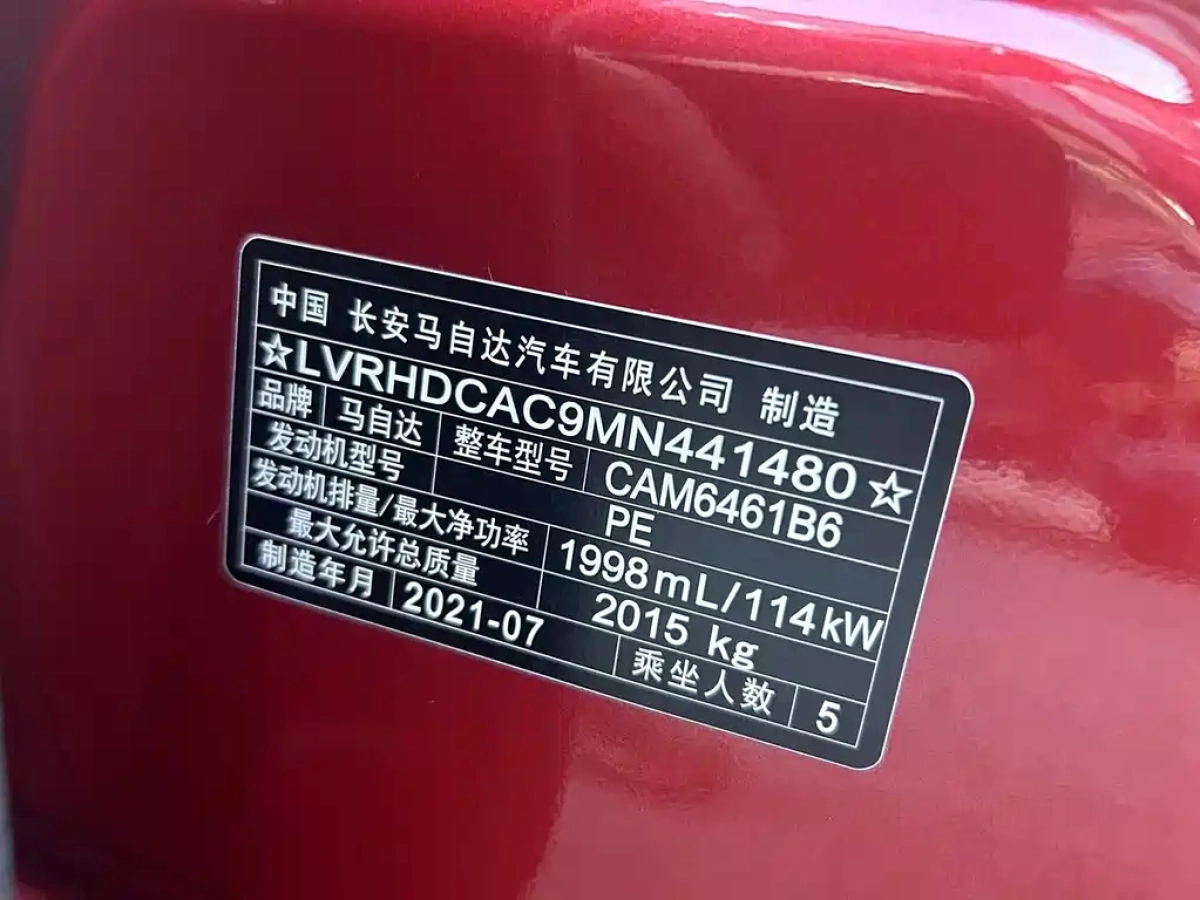 中国 长安马自达汽车有限公司 制造
☆LVRHDCAC9MN441480☆
品牌 马自达 整车型号 CAM6461B6
发动机型号 PE
发动机排量/最大净功率 1998mL/114kW
最大允许总质量 2015 kg
制造年月 2021-07 乘坐人数 5